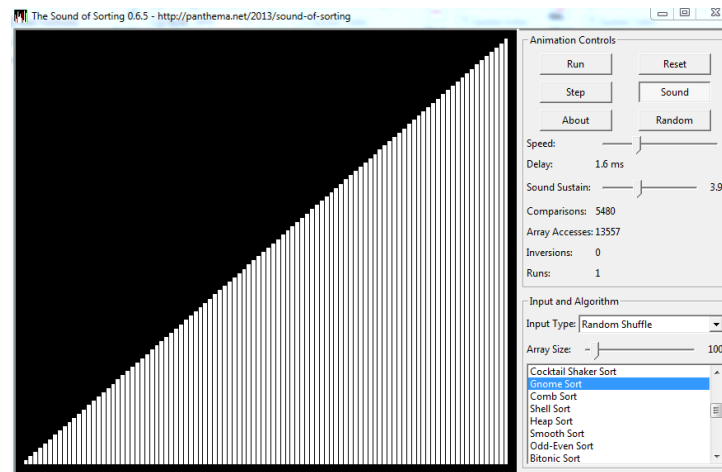 The Sound of Sorting 0.6.5 - http://panthema.net/2013/sound-of-sorting
Animation Controls
Run Reset
Step Sound
About Random
Speed:
Delay: 1.6 ms
Sound Sustain: 3.9
Comparisons: 5480
Array Accesses: 13557
Inversions: 0
Runs: 1
Input and Algorithm
Input Type: Random Shuffle
Array Size: 100
Cocktail Shaker Sort
Gnome Sort
Comb Sort
Shell Sort
Heap Sort
Smooth Sort
Odd-Even Sort
Bitonic Sort